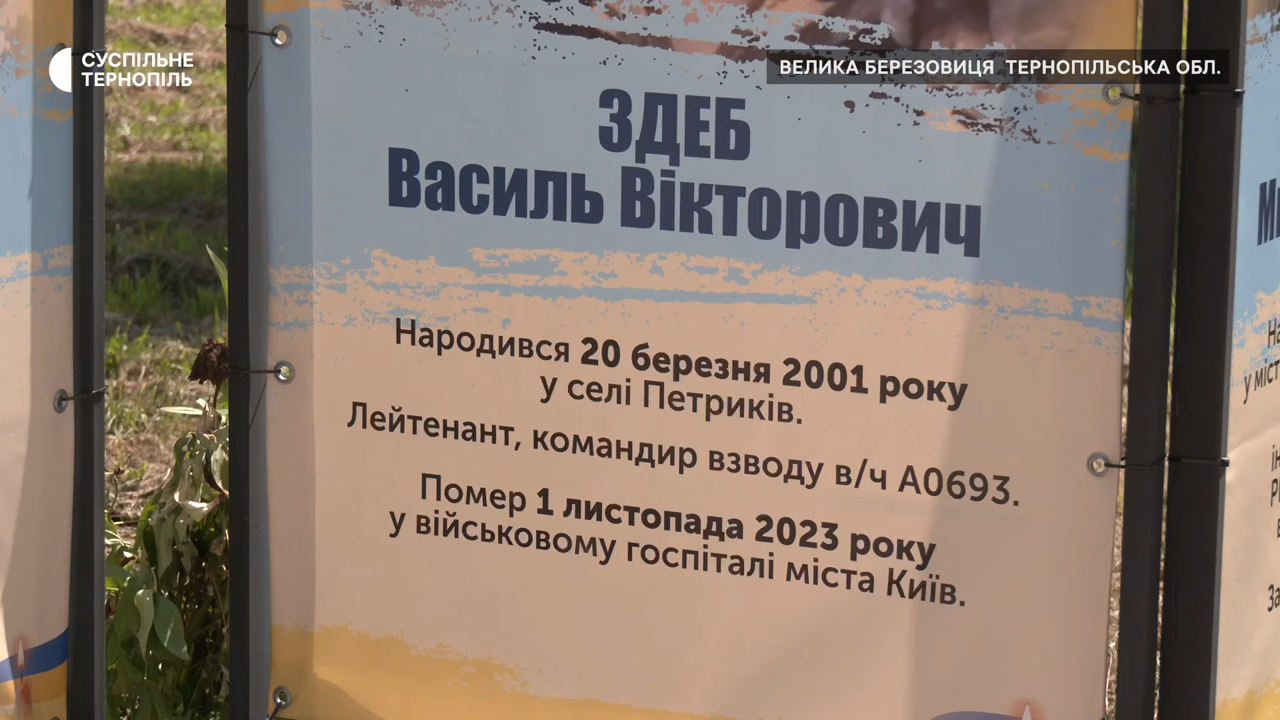 СУСПІЛЬНЕ
ТЕРНОПІЛЬ
ВЕЛИКА БЕРЕЗОВИЦЯ ТЕРНОПІЛЬСЬКА ОБЛ.
ЗДЕБ
Василь Вікторович
Народився 20 березня 2001 року
у селі Петриків.
Лейтенант, командир взводу в/ч А0693.
Помер 1 листопада 2023 року
у військовому госпіталі міста Київ.